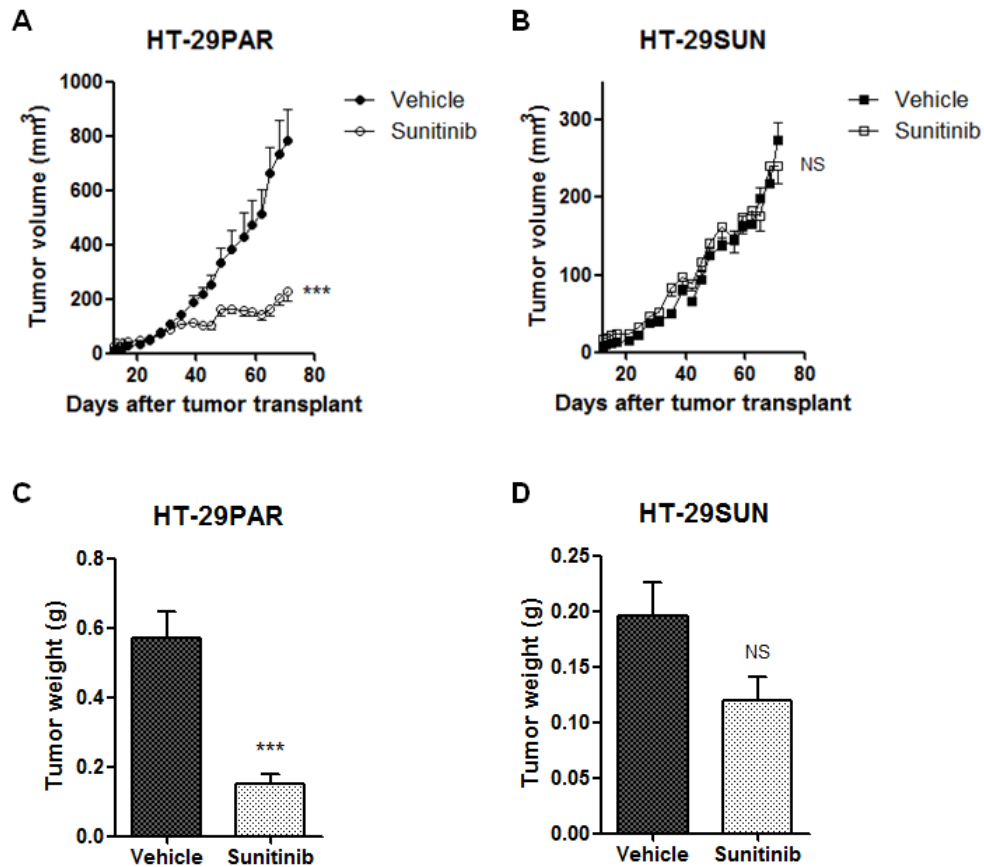 A
HT-29PAR
Tumor volume (mm³)
1000
800
600
400
200
0
20 40 60 80
Days after tumor transplant
Vehicle
Sunitinib
***
B
HT-29SUN
Tumor volume (mm³)
300
200
100
0
20 40 60 80
Days after tumor transplant
Vehicle
Sunitinib
NS
C
HT-29PAR
Tumor weight (g)
0.8
0.6
0.4
0.2
0.0
***
Vehicle Sunitinib
D
HT-29SUN
Tumor weight (g)
0.25
0.20
0.15
0.10
0.05
0.00
NS
Vehicle Sunitinib